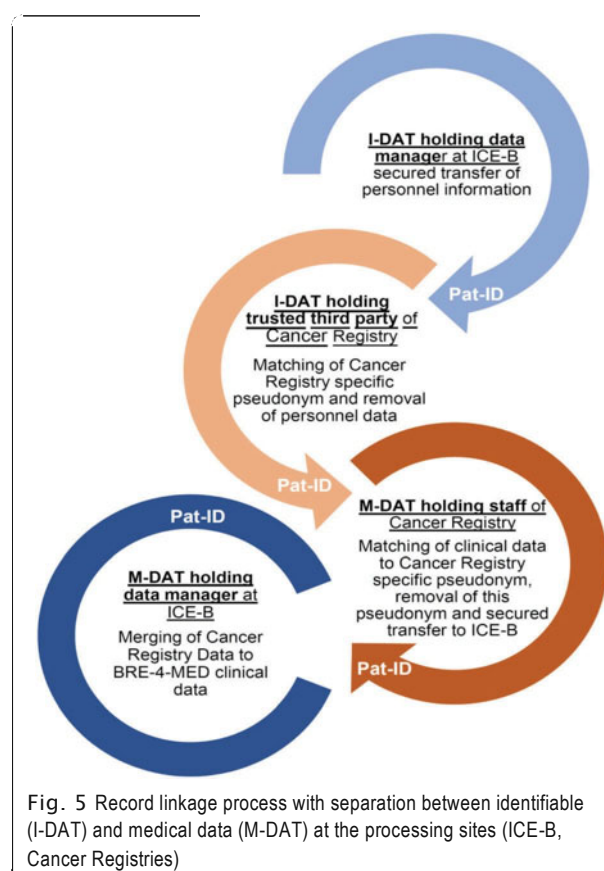 I-DAT holding data
manager at ICE-B
secured transfer of
personnel information
Pat-ID
I-DAT holding
trusted third party of
Cancer Registry
Matching of Cancer
Registry specific
pseudonym and removal
of personnel data
Pat-ID
M-DAT holding staff of
Cancer Registry
Matching of clinical data
to Cancer Registry
specific pseudonym,
removal of this
pseudonym and secured
transfer to ICE-B
Pat-ID
Pat-ID
M-DAT holding
data manager at
ICE-B
Merging of Cancer
Registry Data to
BRE-4-MED clinical
data
Fig. 5 Record linkage process with separation between identifiable
(I-DAT) and medical data (M-DAT) at the processing sites (ICE-B,
Cancer Registries)